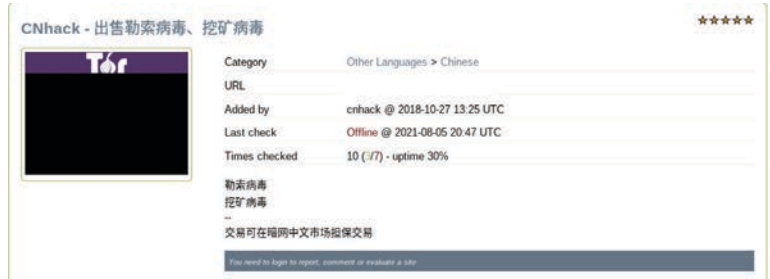 CNhack - 出售勒索病毒、挖矿病毒
Tor
Category Other Languages > Chinese
URL
Added by cnhack @ 2018-10-27 13:25 UTC
Last check Offline @ 2021-08-05 20:47 UTC
Times checked 10 (3/7) - uptime 30%
勒索病毒
挖矿病毒
--
交易可在暗网中文市场担保交易
You need to login to report, comment or evaluate a site